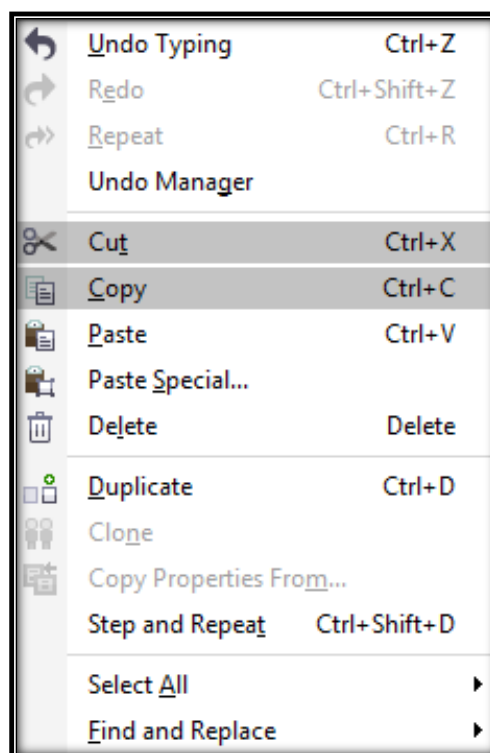 Undo Typing Ctrl+Z
Redo Ctrl+Shift+Z
Repeat Ctrl+R
Undo Manager
Cut Ctrl+X
Copy Ctrl+C
Paste Ctrl+V
Paste Special...
Delete Delete
Duplicate Ctrl+D
Clone
Copy Properties From...
Step and Repeat Ctrl+Shift+D
Select All
Find and Replace